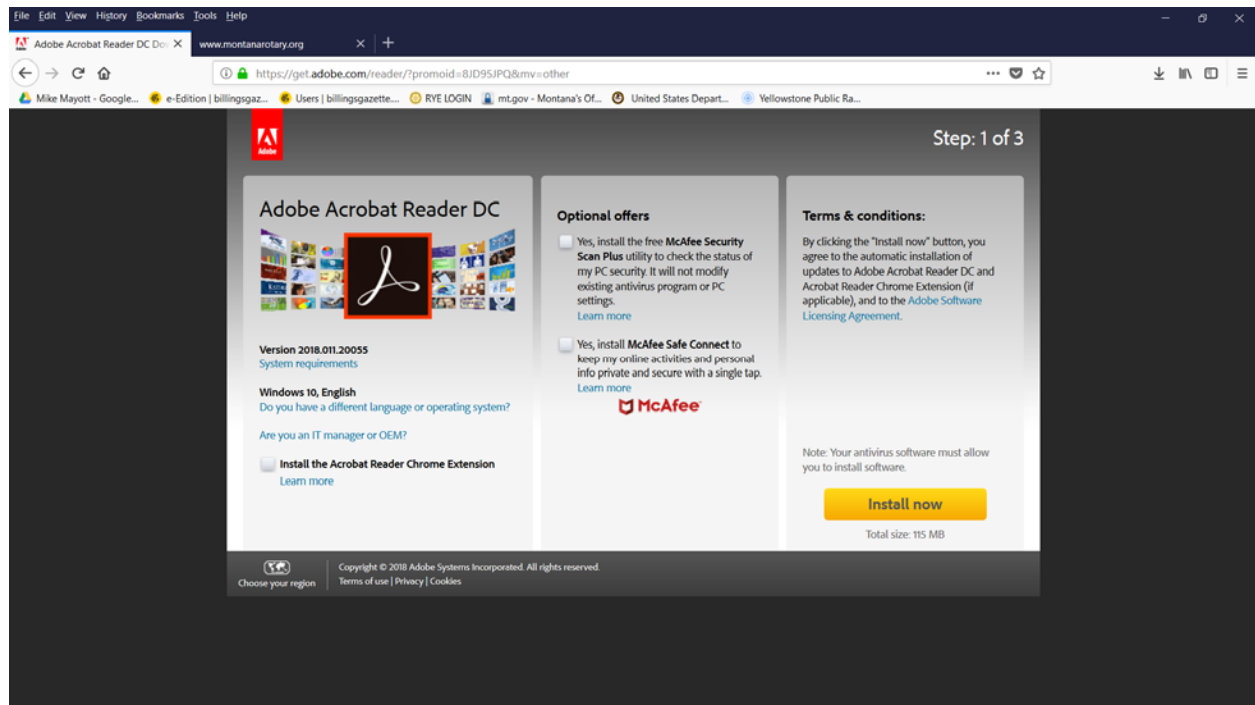 File Edit View History Bookmarks Tools Help
Adobe Acrobat Reader DC Do
www.montanarotary.org
https://get.adobe.com/reader/?promoid=8JD95JPQ&mv=other
Mike Mayott - Google... e-Edition | billingsgaz... Users | billingsgazette.... RYE LOGIN mt.gov - Montana's Of... United States Depart... Yellowstone Public Ra...
Adobe
Step: 1 of 3
Adobe Acrobat Reader DC
Version 2018.011.20055
System requirements
Windows 10, English
Do you have a different language or operating system?
Are you an IT manager or OEM?
Install the Acrobat Reader Chrome Extension
Learn more
Optional offers
Yes, install the free McAfee Security
Scan Plus utility to check the status of
my PC security. It will not modify
existing antivirus program or PC
settings.
Learn more
Yes, install McAfee Safe Connect to
keep my online activities and personal
info private and secure with a single tap.
Learn more
McAfee
Terms & conditions:
By clicking the "Install now" button, you
agree to the automatic installation of
updates to Adobe Acrobat Reader DC and
Acrobat Reader Chrome Extension (if
applicable), and to the Adobe Software
Licensing Agreement.
Note: Your antivirus software must allow
you to install software.
Install now
Total size: 115 MB
Choose your region
Copyright © 2018 Adobe Systems Incorporated. All rights reserved.
Terms of use | Privacy | Cookies